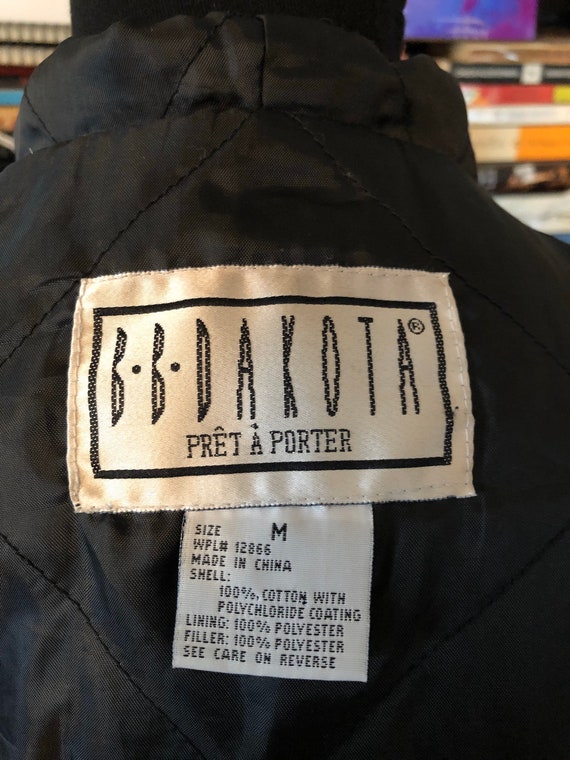 B·B·DAKOTA®
PRÊT À PORTER
SIZE M
WPL# 12866
MADE IN CHINA
SHELL:
100%, COTTON WITH
POLYCHLORIDE COATING
LINING: 100% POLYESTER
FILLER: 100% POLYESTER
SEE CARE ON REVERSE